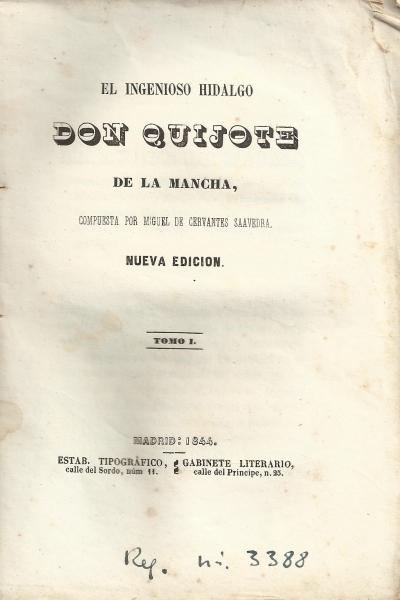 EL INGENIOSO HIDALGO
DON QUIJOTE
DE LA MANCHA,
COMPUESTA POR MIGUEL DE CERVANTES SAAVEDRA.
NUEVA EDICION.
TOMO I.
MADRID: 1844.
ESTAB. TIPOGRÁFICO, é GABINETE LITERARIO,
calle del Sordo, núm 11. calle del Príncipe, n. 25.
Reg. ni. 3388